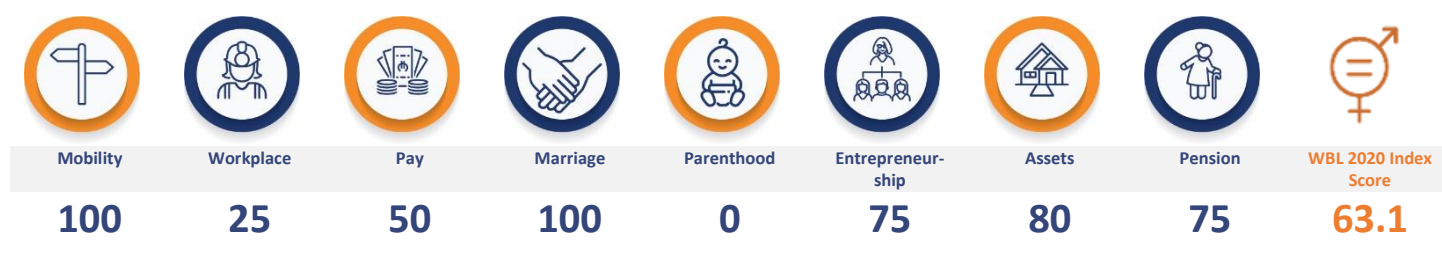 Mobility Workplace Pay Marriage Parenthood Entrepreneur-
ship Assets Pension WBL 2020 Index
Score
100 25 50 100 0 75 80 75 63.1